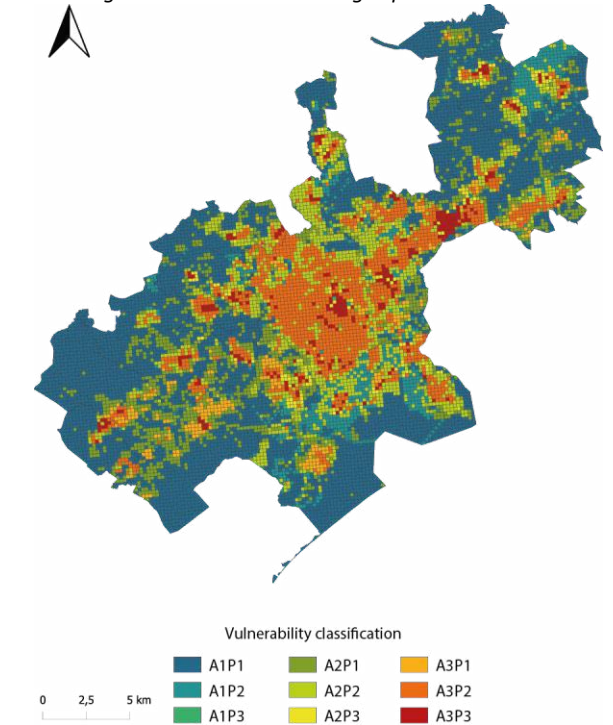 Vulnerability classification
A1P1 A2P1 A3P1
A1P2 A2P2 A3P2
A1P3 A2P3 A3P3
0 2,5 5 km